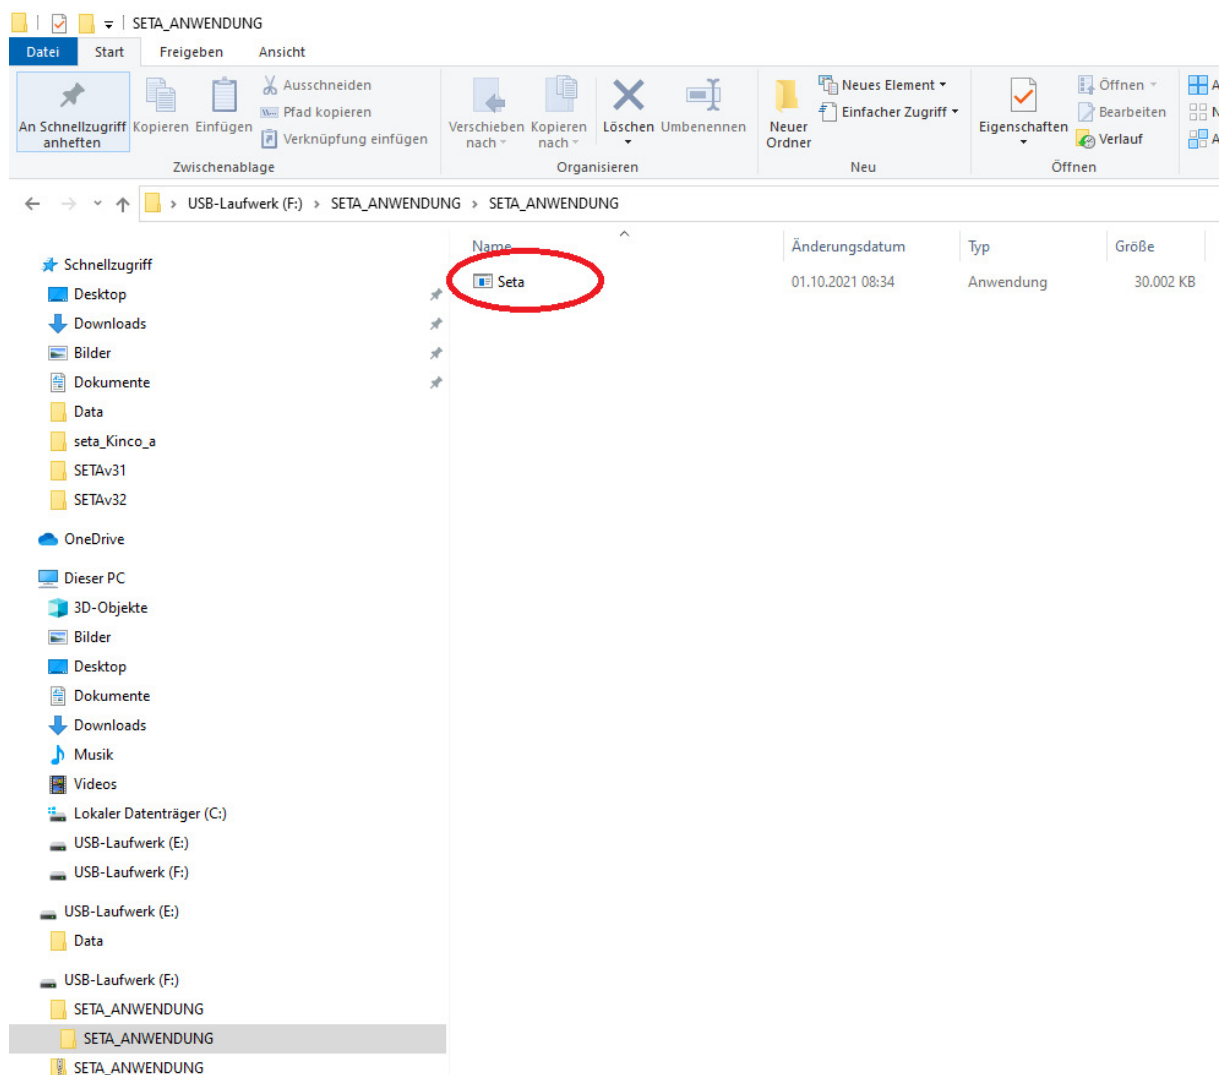 SETA_ANWENDUNG
Datei Start Freigeben Ansicht
An Schnellzugriff anheften
Kopieren
Einfügen
Ausschneiden
Pfad kopieren
Verknüpfung einfügen
Zwischenablage
Verschieben nach
Kopieren nach
Löschen
Umbenennen
Organisieren
Neuer Ordner
Neues Element
Einfacher Zugriff
Neu
Eigenschaften
Öffnen
Bearbeiten
Verlauf
Öffnen
A
N
A
USB-Laufwerk (F:) > SETA_ANWENDUNG > SETA_ANWENDUNG
Name Änderungsdatum Typ Größe
Seta 01.10.2021 08:34 Anwendung 30.002 KB
Schnellzugriff
Desktop
Downloads
Bilder
Dokumente
Data
seta_Kinco_a
SETAv31
SETAv32
OneDrive
Dieser PC
3D-Objekte
Bilder
Desktop
Dokumente
Downloads
Musik
Videos
Lokaler Datenträger (C:)
USB-Laufwerk (E:)
USB-Laufwerk (F:)
USB-Laufwerk (E:)
Data
USB-Laufwerk (F:)
SETA_ANWENDUNG
SETA_ANWENDUNG
SETA_ANWENDUNG